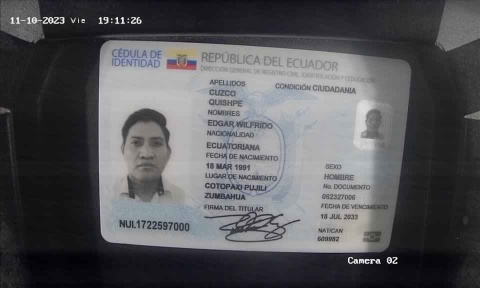 11-10-2023 Vie 19:11:26
CÉDULA DE IDENTIDAD
REPÚBLICA DEL ECUADOR
DIRECCIÓN GENERAL DE REGISTRO CIVIL, IDENTIFICACIÓN Y CEDULACIÓN
APELLIDOS
CONDICIÓN CIUDADANÍA
CUZCO
QUISHPE
NOMBRES
EDGAR WILFRIDO
NACIONALIDAD
ECUATORIANA
FECHA DE NACIMIENTO
18 MAR 1991
LUGAR DE NACIMIENTO
COTOPAXI PUJILI
ZUMBAHUA
FIRMA DEL TITULAR
SEXO
HOMBRE
No. DOCUMENTO
062327006
FECHA DE VENCIMIENTO
18 JUL 2033
NAT/CAN
609982
NUI.1722597000
Camera 02